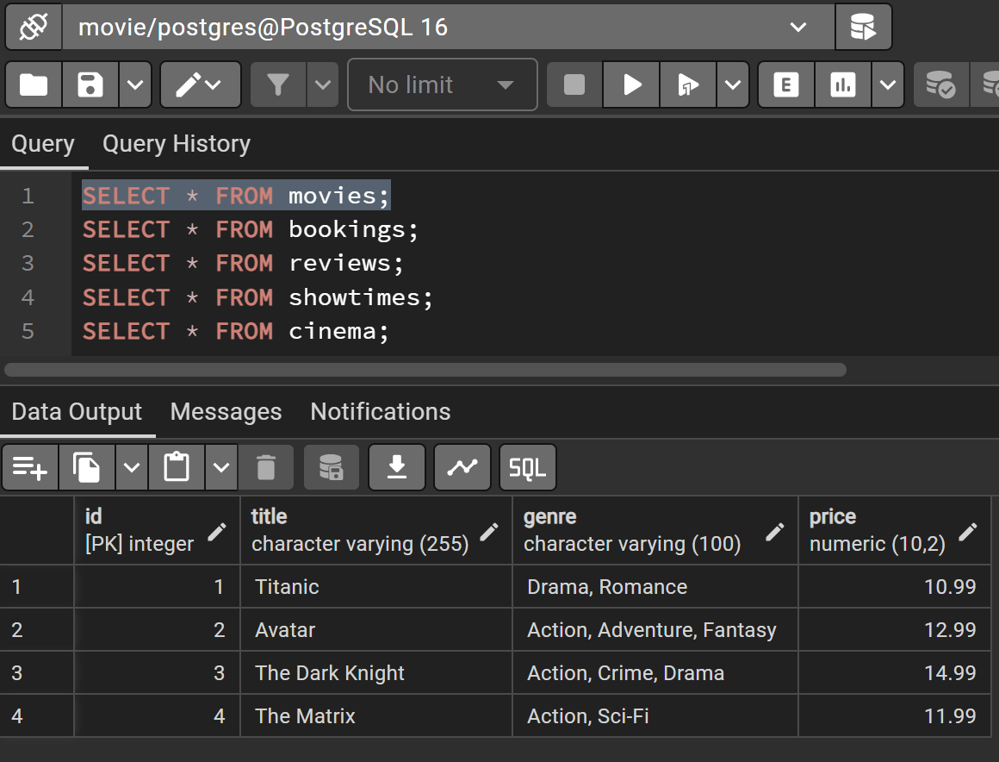 movie/postgres@PostgreSQL 16
No limit
E
Query Query History
1 SELECT * FROM movies;
2 SELECT * FROM bookings;
3 SELECT * FROM reviews;
4 SELECT * FROM showtimes;
5 SELECT * FROM cinema;
Data Output Messages Notifications
SQL
id title genre price
[PK] integer character varying (255) character varying (100) numeric (10,2)
1 1 Titanic Drama, Romance 10.99
2 2 Avatar Action, Adventure, Fantasy 12.99
3 3 The Dark Knight Action, Crime, Drama 14.99
4 4 The Matrix Action, Sci-Fi 11.99